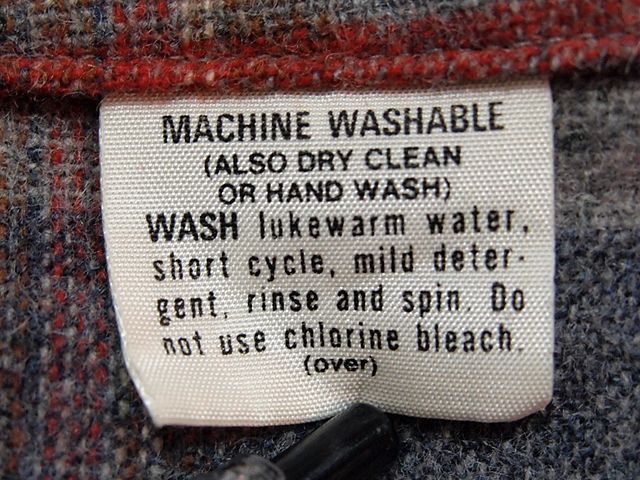 MACHINE WASHABLE
(ALSO DRY CLEAN
OR HAND WASH)
WASH lukewarm water,
short cycle, mild deter-
gent, rinse and spin. Do
not use chlorine bleach.
(over)